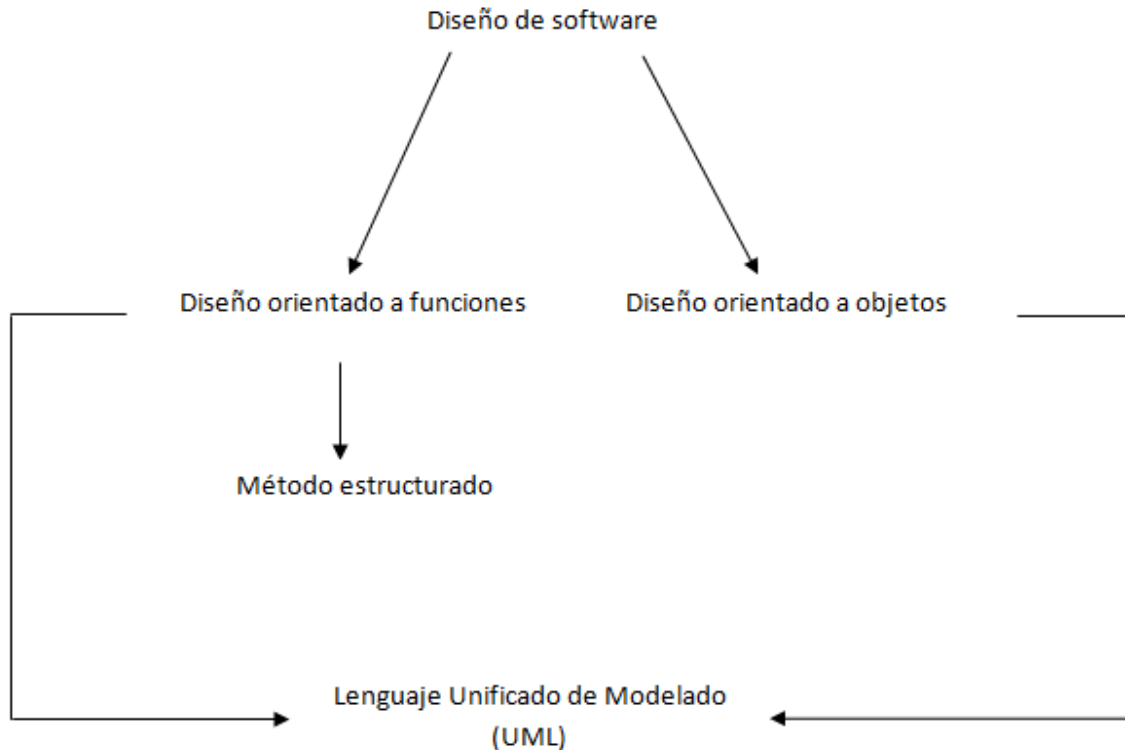 Diseño de software
Diseño orientado a funciones
Diseño orientado a objetos
Método estructurado
Lenguaje Unificado de Modelado
(UML)